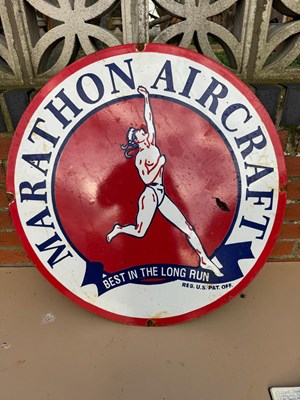 MARATHON AIRCRAFT
BEST IN THE LONG RUN
REG. U.S. PAT. OFF.